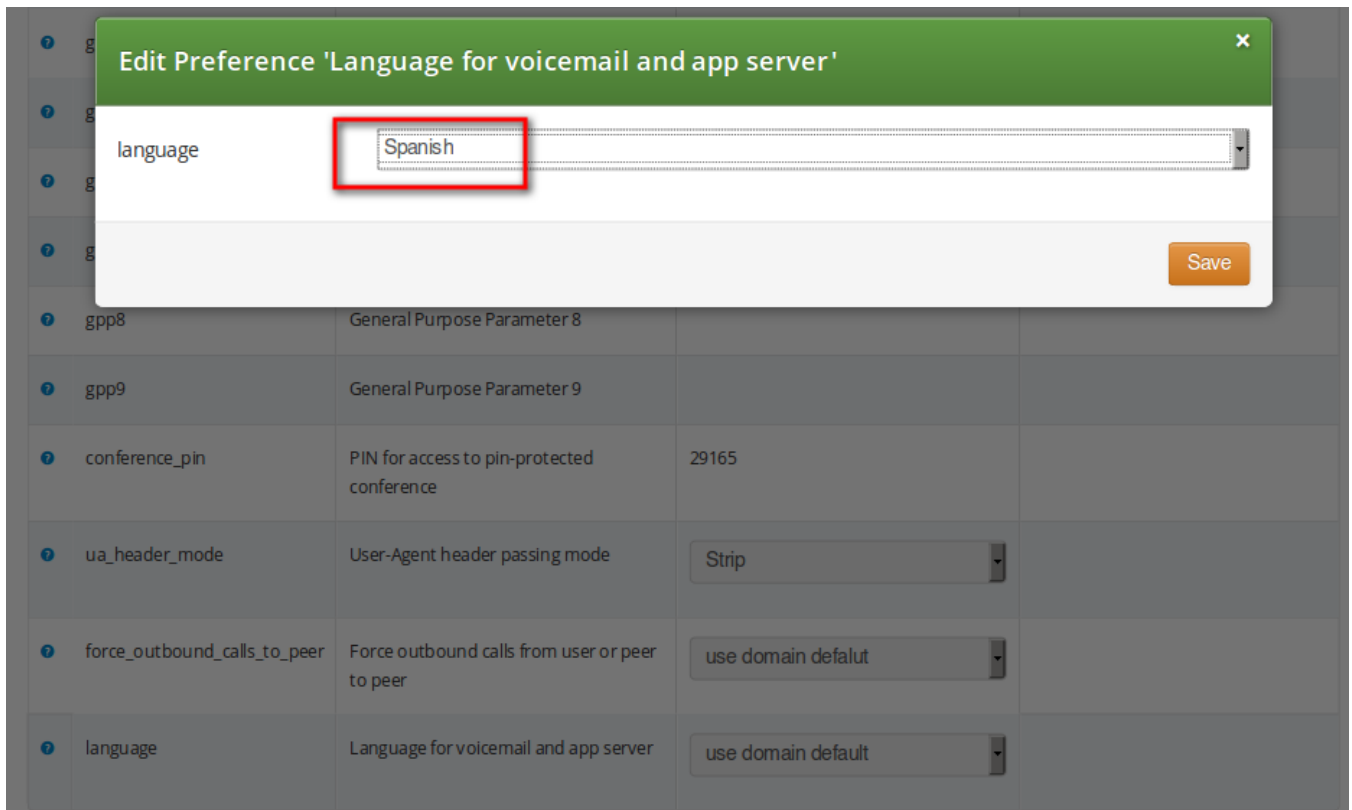 Edit Preference 'Language for voicemail and app server'
×
language
Spanish
Save
g
g
g
g
gpp8 General Purpose Parameter 8
gpp9 General Purpose Parameter 9
conference_pin PIN for access to pin-protected 29165
conference
ua_header_mode User-Agent header passing mode Strip
force_outbound_calls_to_peer Force outbound calls from user or peer use domain defalut
to peer
language Language for voicemail and app server use domain default